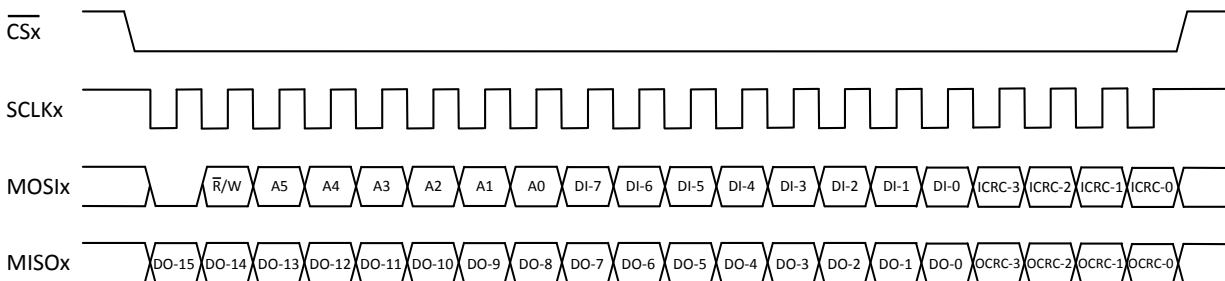 C̅S̅x̅
SCLKx
MOSIx R̅/W A5 A4 A3 A2 A1 A0 DI-7 DI-6 DI-5 DI-4 DI-3 DI-2 DI-1 DI-0 ICRC-3 ICRC-2 ICRC-1 ICRC-0
MISOx DO-15 DO-14 DO-13 DO-12 DO-11 DO-10 DO-9 DO-8 DO-7 DO-6 DO-5 DO-4 DO-3 DO-2 DO-1 DO-0 OCRC-3 OCRC-2 OCRC-1 OCRC-0